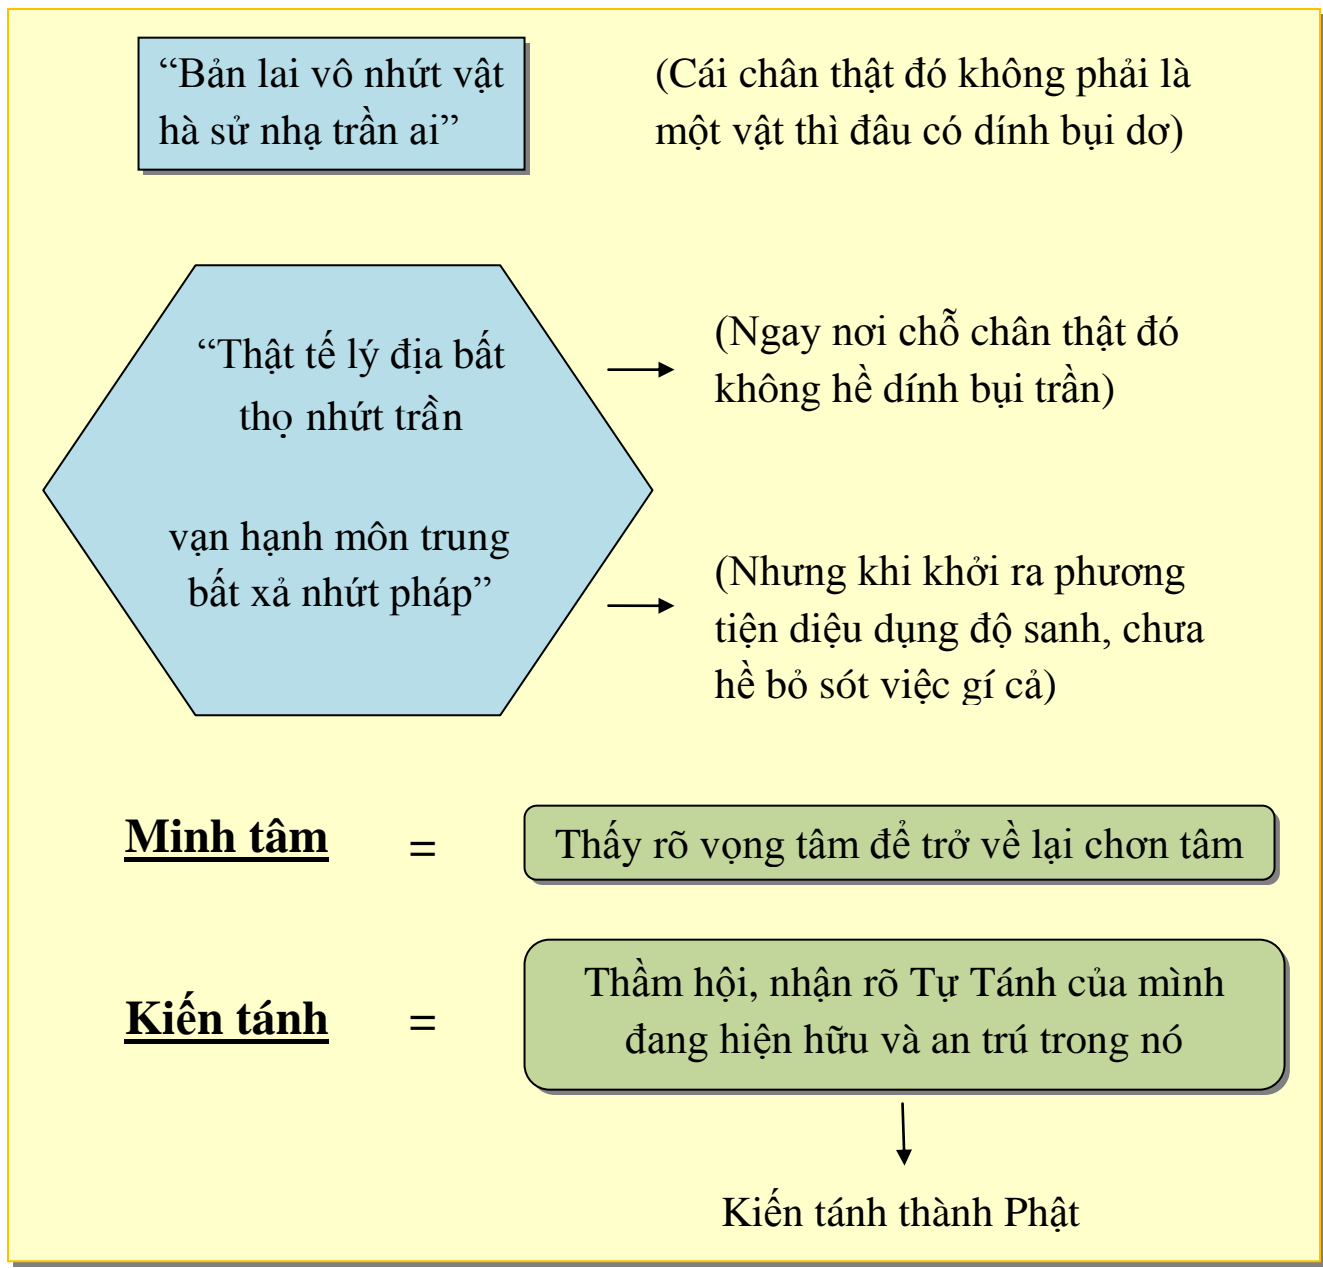 “Bản lai vô nhứt vật
hà sử nhạ trần ai”
(Cái chân thật đó không phải là
một vật thì đâu có dính bụi dơ)
“Thật tế lý địa bất
thọ nhứt trần
(Ngay nơi chỗ chân thật đó
không hề dính bụi trần)
vạn hạnh môn trung
bất xả nhứt pháp”
(Nhưng khi khởi ra phương
tiện diệu dụng độ sanh, chưa
hề bỏ sót việc gí cả)
Minh tâm = Thấy rõ vọng tâm để trở về lại chơn tâm
Kiến tánh =
Thầm hội, nhận rõ Tự Tánh của mình
đang hiện hữu và an trú trong nó
Kiến tánh thành Phật